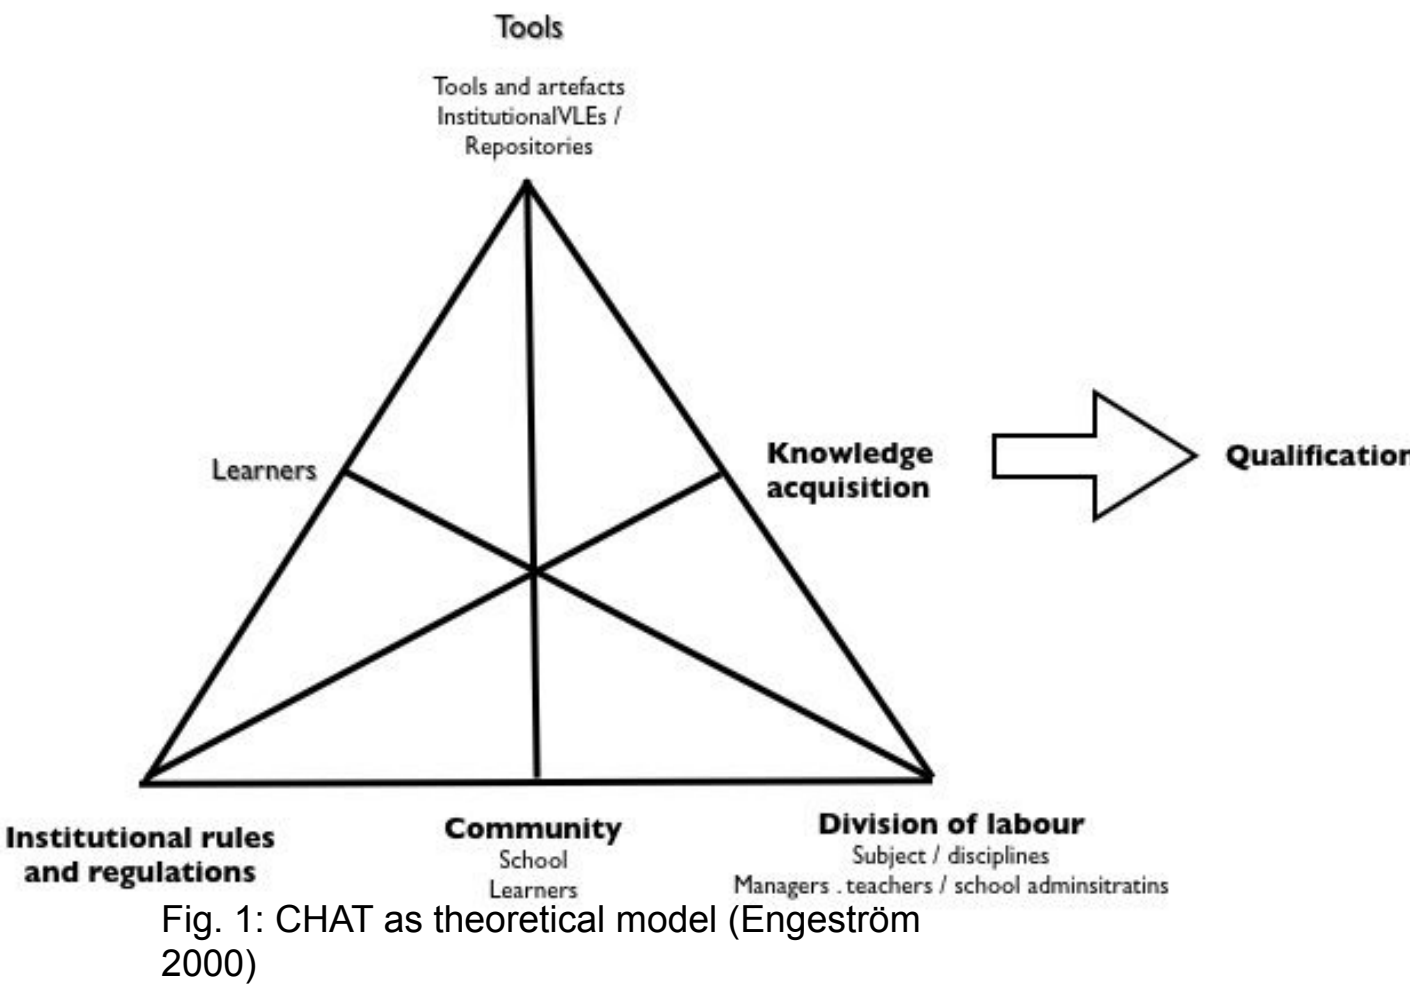 Tools
Tools and artefacts
InstitutionalVLEs /
Repositories
Learners
Knowledge
acquisition
Qualification
Institutional rules
and regulations
Community
School
Learners
Division of labour
Subject / disciplines
Managers . teachers / school adminsitratins
Fig. 1: CHAT as theoretical model (Engeström
2000)